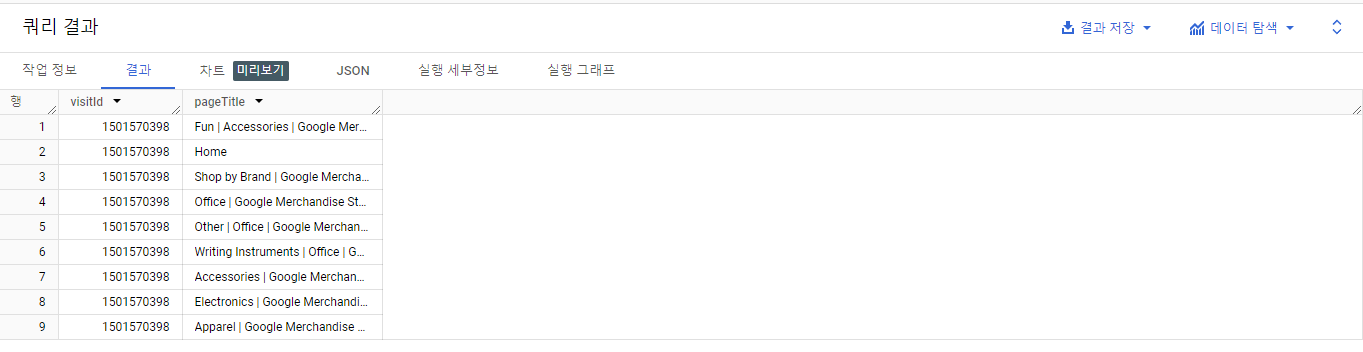 쿼리 결과 결과 저장 데이터 탐색
작업 정보 결과 차트 미리보기 JSON 실행 세부정보 실행 그래프
행 visitId pageTitle
1 1501570398 Fun | Accessories | Google Mer...
2 1501570398 Home
3 1501570398 Shop by Brand | Google Mercha...
4 1501570398 Office | Google Merchandise St...
5 1501570398 Other | Office | Google Merchan...
6 1501570398 Writing Instruments | Office | G...
7 1501570398 Accessories | Google Merchan...
8 1501570398 Electronics | Google Merchandi...
9 1501570398 Apparel | Google Merchandise ...